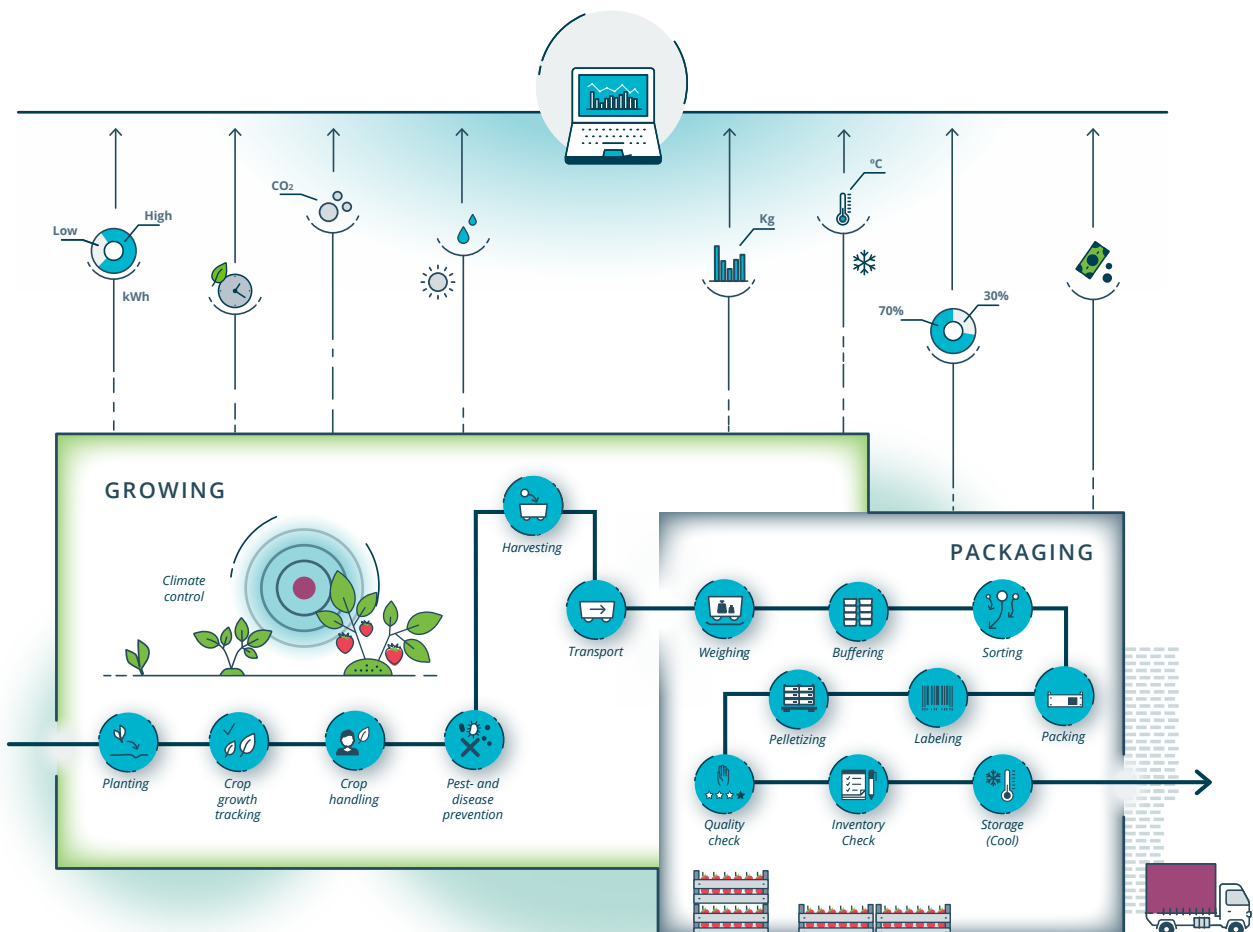 ºC
CO₂
High
Kg
Low
kWh
30%
70%
GROWING
Harvesting
PACKAGING
Climate
control
Transport
Weighing
Buffering
Sorting
Pelletizing
Labeling
Packing
Planting
Crop
growth
tracking
Crop
handling
Pest- and
disease
prevention
Quality
check
Inventory
Check
Storage
(Cool)